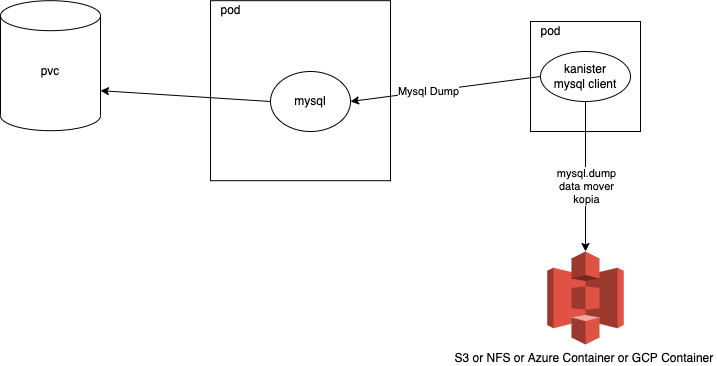 pod
pod
pvc
mysql
kanister
mysql client
Mysql Dump
mysql.dump
data mover
kopia
S3 or NFS or Azure Container or GCP Container